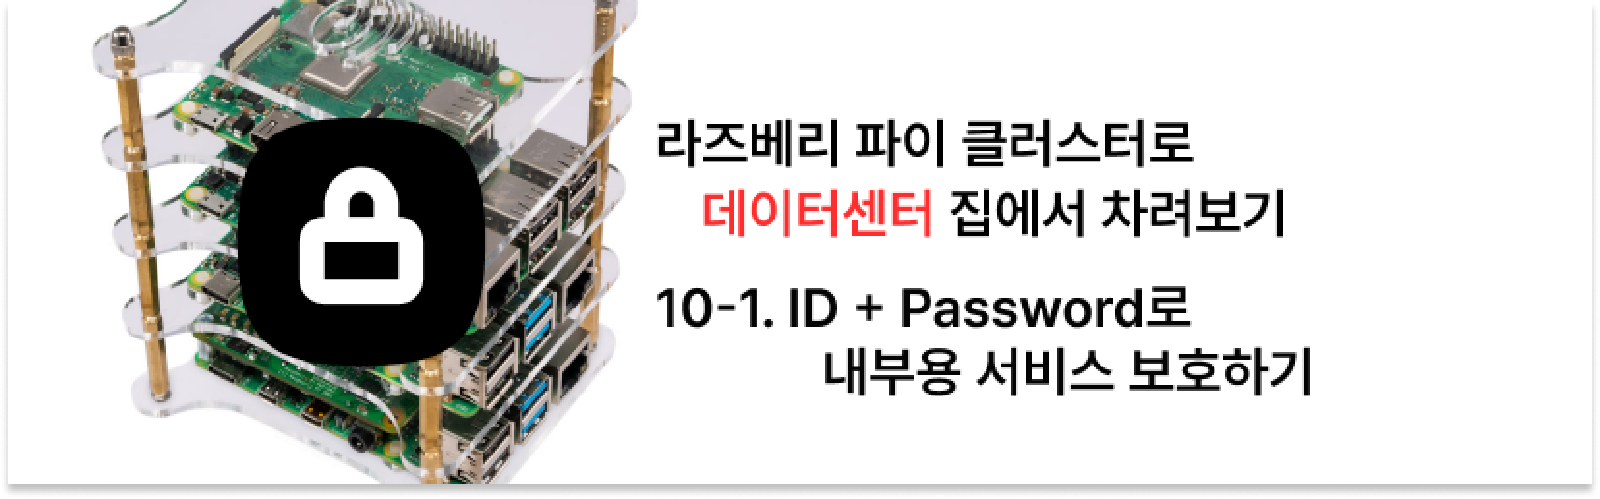 라즈베리 파이 클러스터로
데이터센터 집에서 차려보기
10-1. ID + Password로
내부용 서비스 보호하기